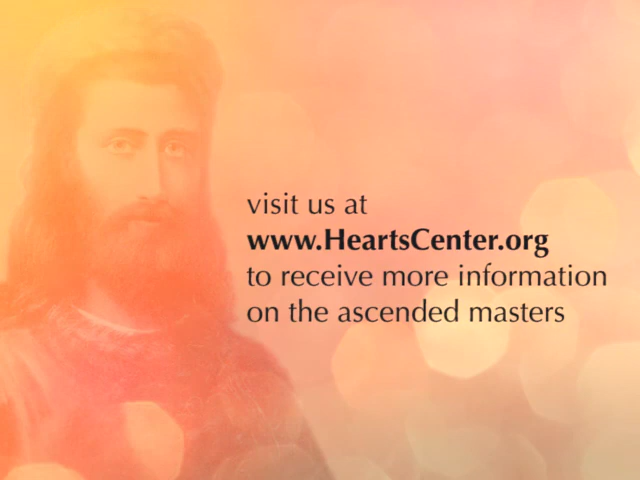 visit us at
www.HeartsCenter.org
to receive more information
on the ascended masters